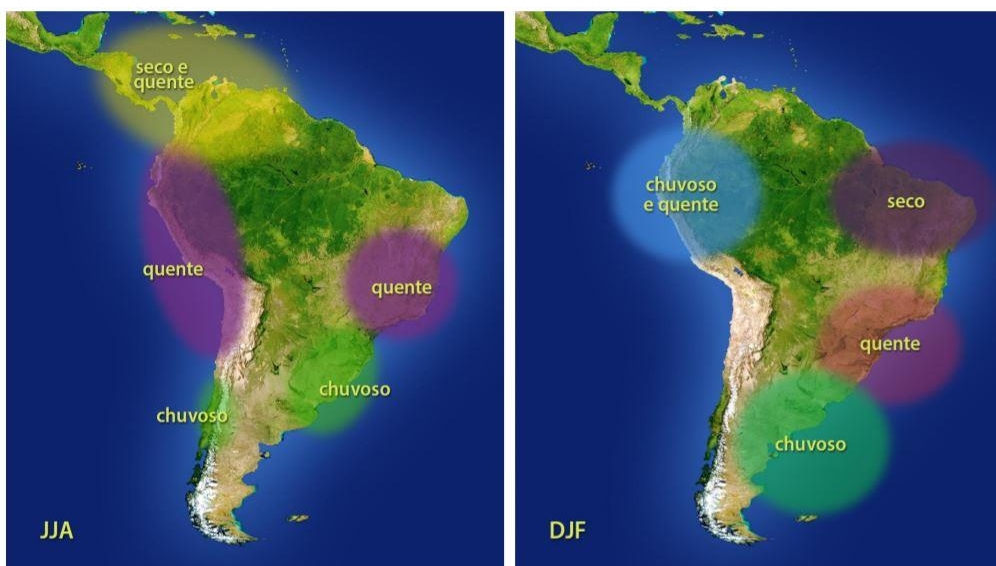 seco e
quente
quente
quente
chuvoso
chuvoso
JJA
chuvoso
e quente
seco
quente
chuvoso
DJF